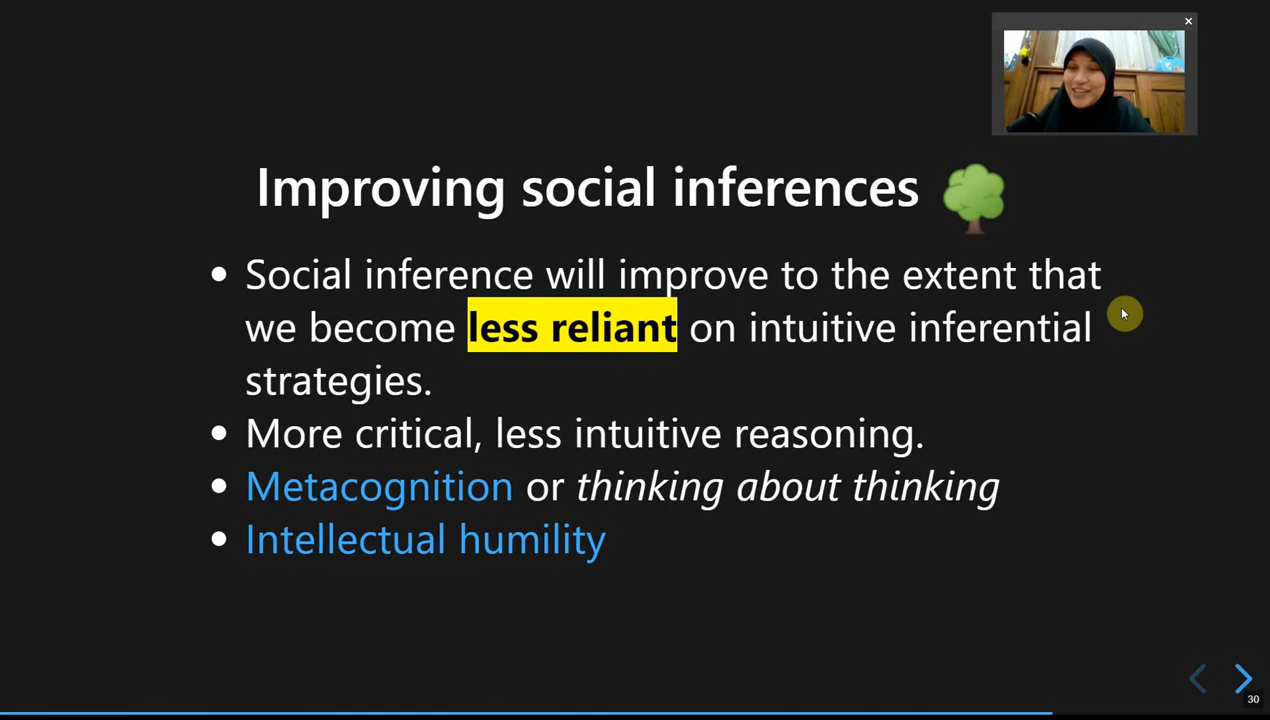 Improving social inferences
• Social inference will improve to the extent that
we become less reliant on intuitive inferential
strategies.
• More critical, less intuitive reasoning.
• Metacognition or thinking about thinking
• Intellectual humility
30